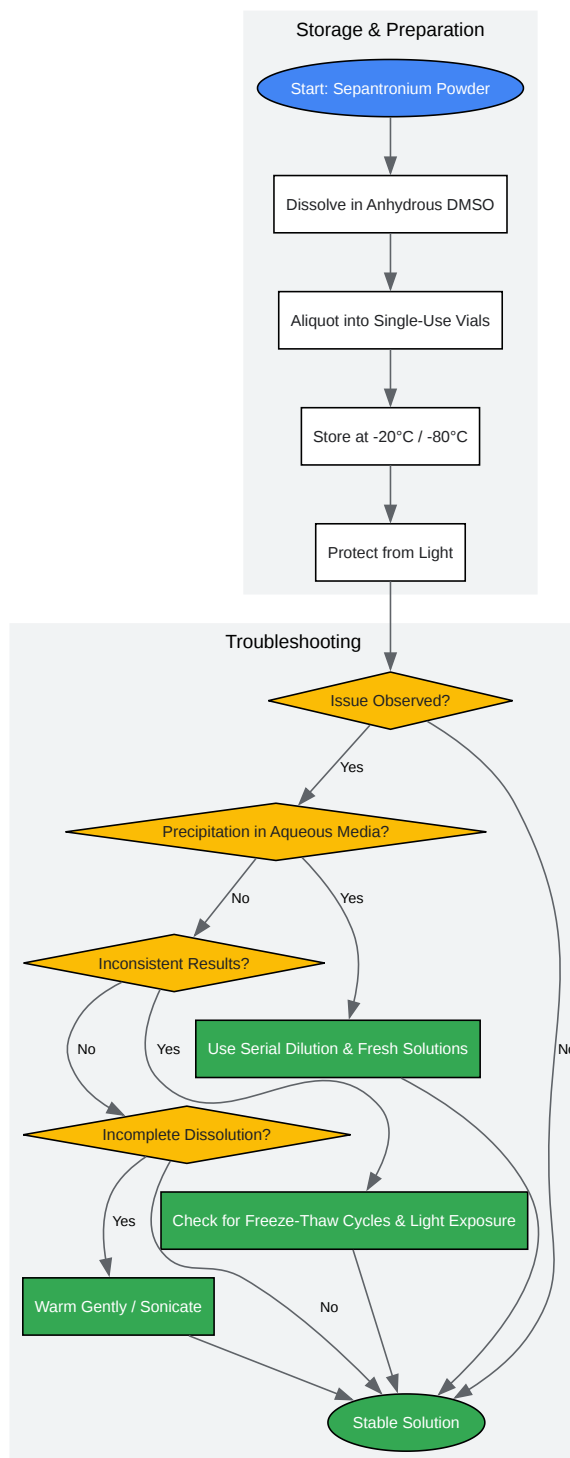 Storage & Preparation
Start: Sepantronium Powder
Dissolve in Anhydrous DMSO
Aliquot into Single-Use Vials
Store at -20°C / -80°C
Protect from Light
Troubleshooting
Issue Observed?
Yes
Precipitation in Aqueous Media?
No
Yes
Inconsistent Results?
Use Serial Dilution & Fresh Solutions
No
Yes
No
Incomplete Dissolution?
Check for Freeze-Thaw Cycles & Light Exposure
Yes
Warm Gently / Sonicate
No
Stable Solution